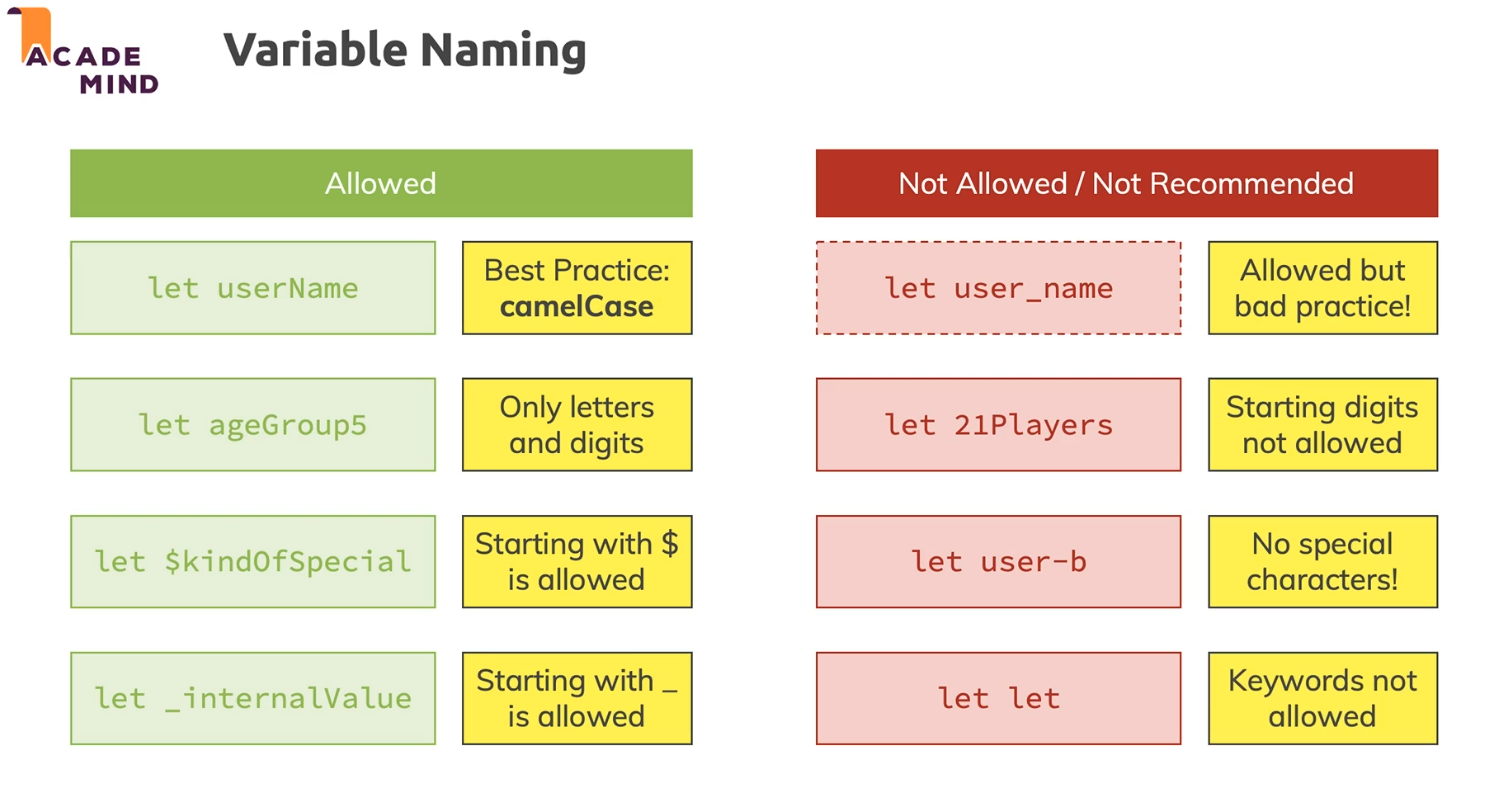 ACADE
MIND
Variable Naming
Allowed
let userName
Best Practice:
camelCase
let ageGroup5
Only letters
and digits
let $kindOfSpecial
Starting with $
is allowed
let _internalValue
Starting with _
is allowed
Not Allowed / Not Recommended
let user_name
Allowed but
bad practice!
let 21Players
Starting digits
not allowed
let user-b
No special
characters!
let let
Keywords not
allowed